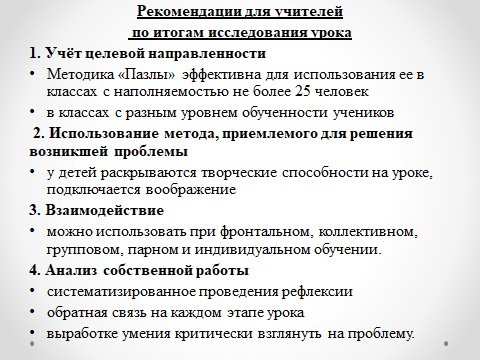 Рекомендации для учителей
по итогам исследования урока
1. Учёт целевой направленности
• Методика «Пазлы» эффективна для использования ее в
классах с наполняемостью не более 25 человек
• в классах с разным уровнем обученности учеников
2. Использование метода, приемлемого для решения
возникшей проблемы
• у детей раскрываются творческие способности на уроке,
подключается воображение
3. Взаимодействие
• можно использовать при фронтальном, коллективном,
групповом, парном и индивидуальном обучении.
4. Анализ собственной работы
• систематизированное проведения рефлексии
• обратная связь на каждом этапе урока
• выработке умения критически взглянуть на проблему.